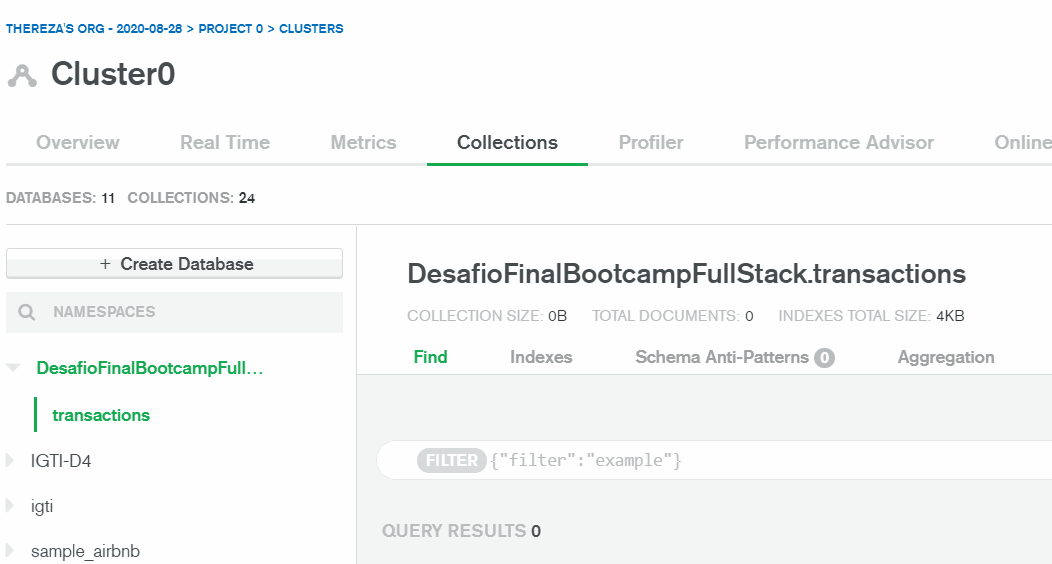 THEREZA'S ORG - 2020-08-28 > PROJECT 0 > CLUSTERS
Cluster0
Overview Real Time Metrics Collections Profiler Performance Advisor Online
DATABASES: 11 COLLECTIONS: 24
+ Create Database
NAMESPACES
DesafioFinalBootcampFull...
transactions
IGTI-D4
igti
sample_airbnb
DesafioFinalBootcampFullStack.transactions
COLLECTION SIZE: 0B TOTAL DOCUMENTS: 0 INDEXES TOTAL SIZE: 4KB
Find Indexes Schema Anti-Patterns 0 Aggregation
FILTER {"filter":"example"}
QUERY RESULTS 0